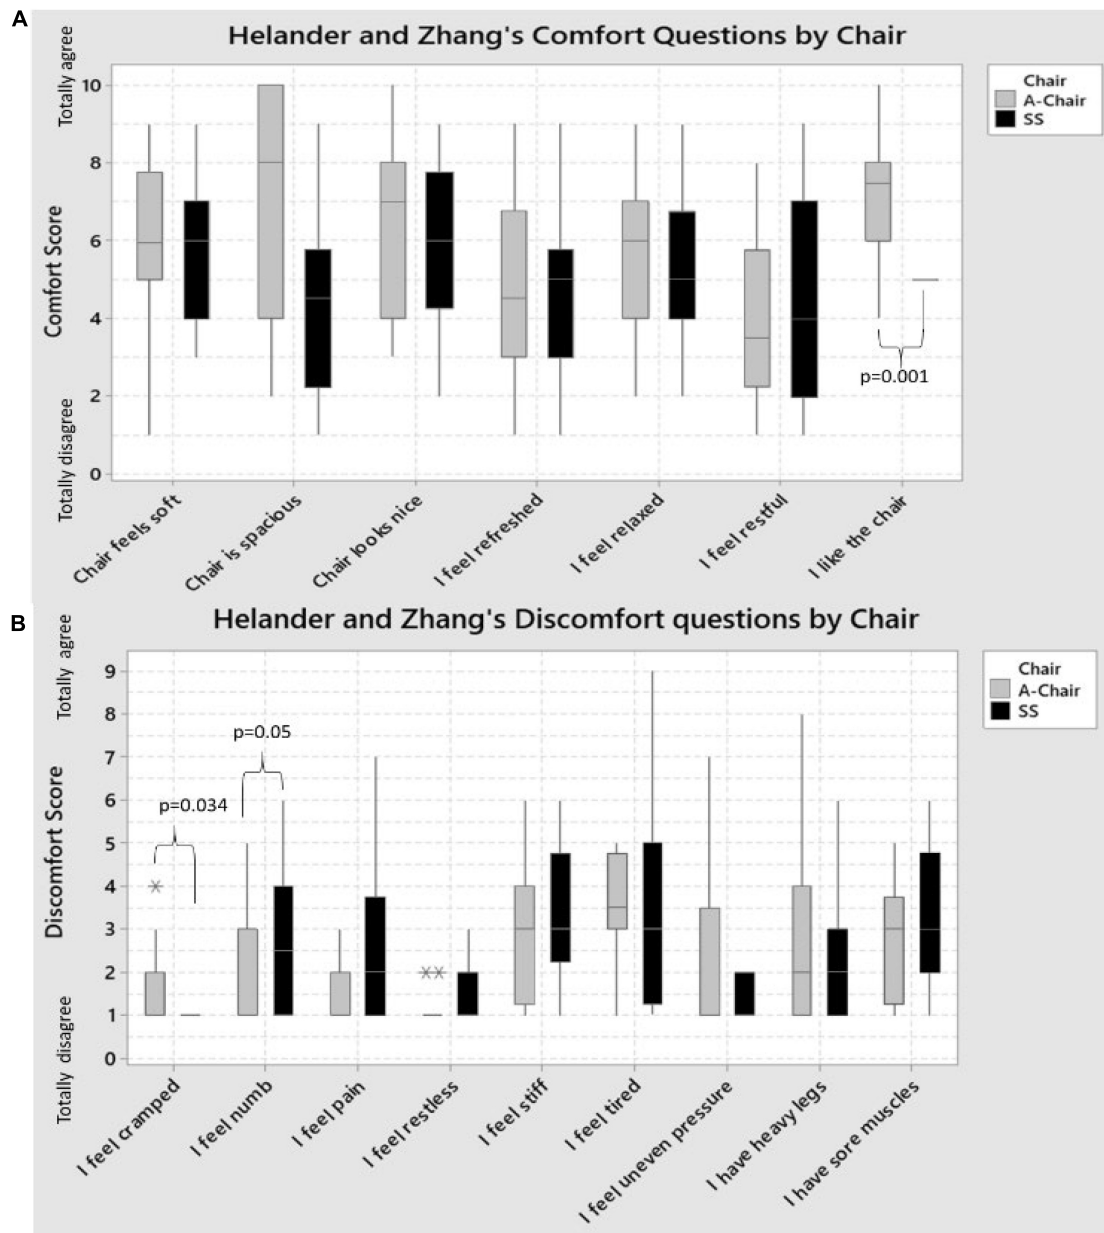 A
Helander and Zhang's Comfort Questions by Chair
Totally agree
Totally disagree
Comfort Score
10
8
6
4
2
0
p=0.001
Chair
A-Chair
SS
Chair feels soft
Chair is spacious
Chair looks nice
I feel refreshed
I feel relaxed
I feel restful
I like the chair
B
Helander and Zhang's Discomfort questions by Chair
Totally agree
Totally disagree
Discomfort Score
9
8
7
6
5
4
3
2
1
0
p=0.05
p=0.034
Chair
A-Chair
SS
I feel cramped
I feel numb
I feel pain
I feel restless
I feel stiff
I feel tired
I feel uneven pressure
I have heavy legs
I have sore muscles